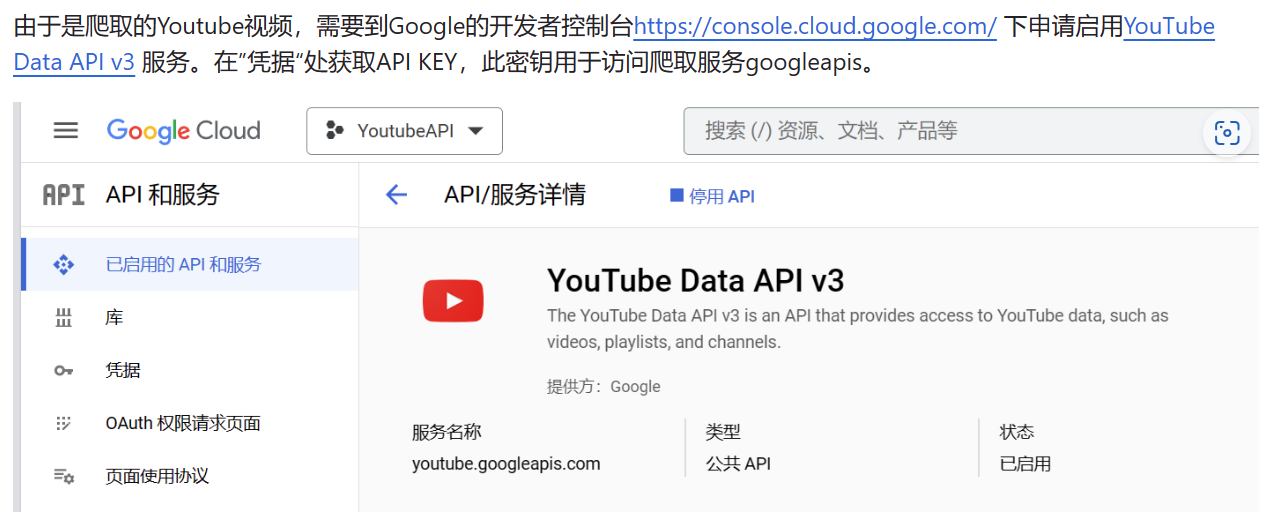 由于是爬取的Youtube视频，需要到Google的开发者控制台https://console.cloud.google.com/ 下申请启用YouTube
Data API v3 服务。在”凭据“处获取API KEY，此密钥用于访问爬取服务googleapis。
Google Cloud
YoutubeAPI
搜索 (/) 资源、文档、产品等
API API 和服务
API/服务详情
停用 API
已启用的 API 和服务
库
凭据
OAuth 权限请求页面
页面使用协议
YouTube Data API v3
The YouTube Data API v3 is an API that provides access to YouTube data, such as
videos, playlists, and channels.
提供方：Google
服务名称
youtube.googleapis.com
类型
公共 API
状态
已启用